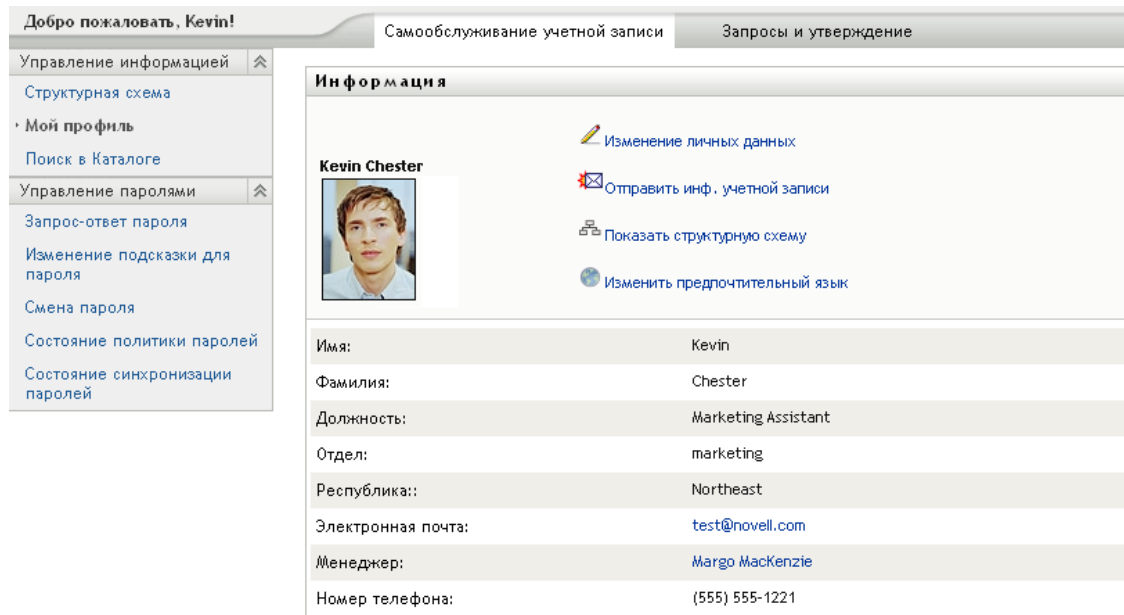 Добро пожаловать, Kevin!
Самообслуживание учетной записи
Запросы и утверждение
Управление информацией
Структурная схема
Мой профиль
Поиск в Каталоге
Управление паролями
Запрос-ответ пароля
Изменение подсказки для
пароля
Смена пароля
Состояние политики паролей
Состояние синхронизации
паролей
Информация
Kevin Chester
Изменение личных данных
Отправить инф. учетной записи
Показать структурную схему
Изменить предпочтительный язык
Имя: Kevin
Фамилия: Chester
Должность: Marketing Assistant
Отдел: marketing
Республика:: Northeast
Электронная почта: test@novell.com
Менеджер: Margo MacKenzie
Номер телефона: (555) 555-1221